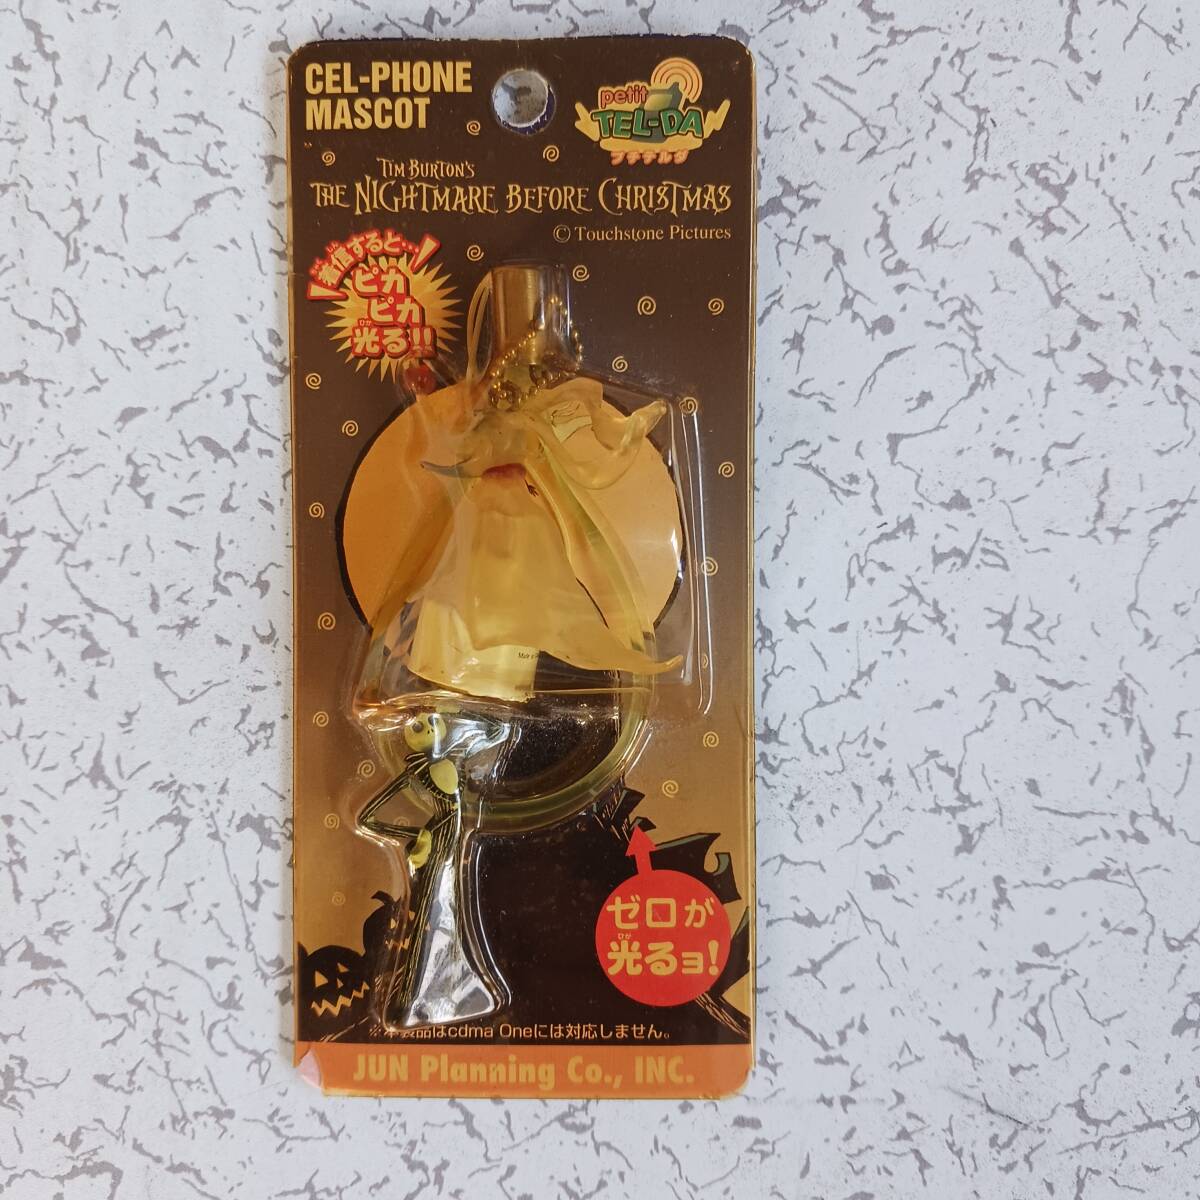 CEL-PHONE
MASCOT
petit
TEL-DA
プチテルダ
TIM BURTON'S
THE NIGHTMARE BEFORE CHRISTMAS
© Touchstone Pictures
着信すると…!
ピカ
ピカ
光る!!
ゼロが
光るヨ!
※本製品はcdma Oneには対応しません。
JUN Planning Co., INC.